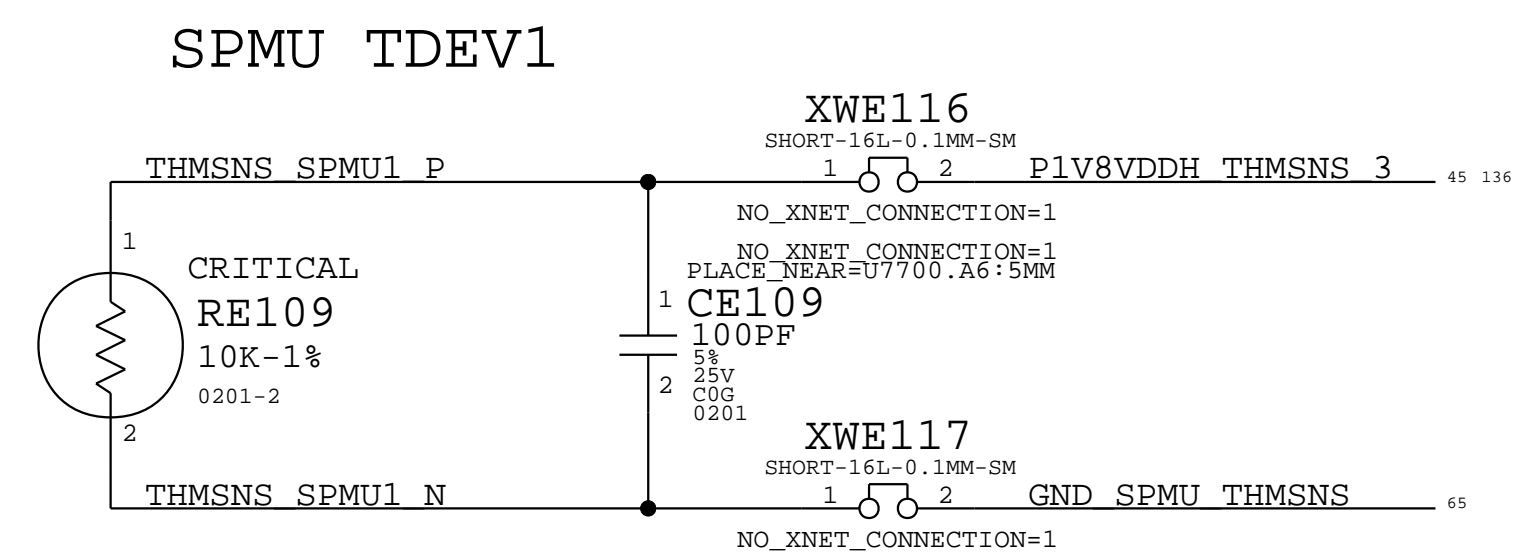 SPMU TDEV1
XWE116
SHORT-16L-0.1MM-SM
THMSNS_SPMU1_P
1
2
P1V8VDDH_THMSNS_3
45 136
NO_XNET_CONNECTION=1
1
CRITICAL
RE109
10K-1%
0201-2
2
NO_XNET_CONNECTION=1
PLACE_NEAR=U7700.A6:5MM
1
CE109
100PF
5%
25V
C0G
0201
2
XWE117
SHORT-16L-0.1MM-SM
THMSNS_SPMU1_N
1
2
GND_SPMU_THMSNS
65
NO_XNET_CONNECTION=1